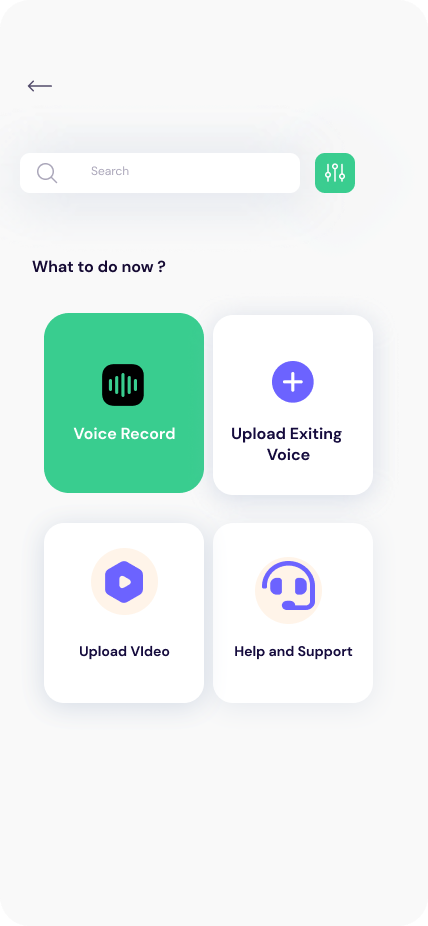 Search
What to do now ?
Voice Record
Upload Exiting
Voice
Upload VIdeo
Help and Support